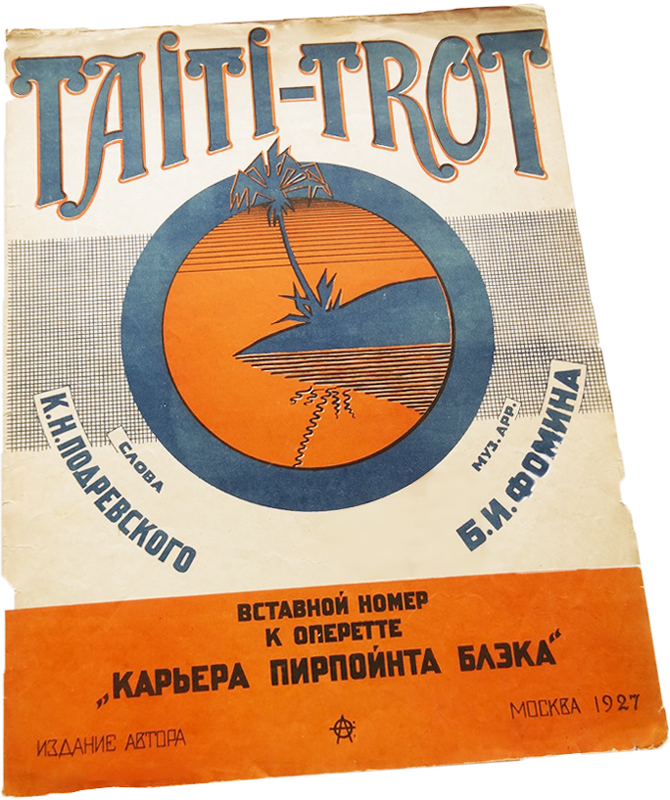 TAITI-TROT
СЛОВА
К.Н.ПОДРЕВСКОГО
МУЗ. АРР.
Б.И.ФОМИНА
ВСТАВНОЙ НОМЕР
К ОПЕРЕТТЕ
„КАРЬЕРА ПИРПОЙНТА БЛЭКА“
ИЗДАНИЕ АВТОРА
МОСКВА 1927